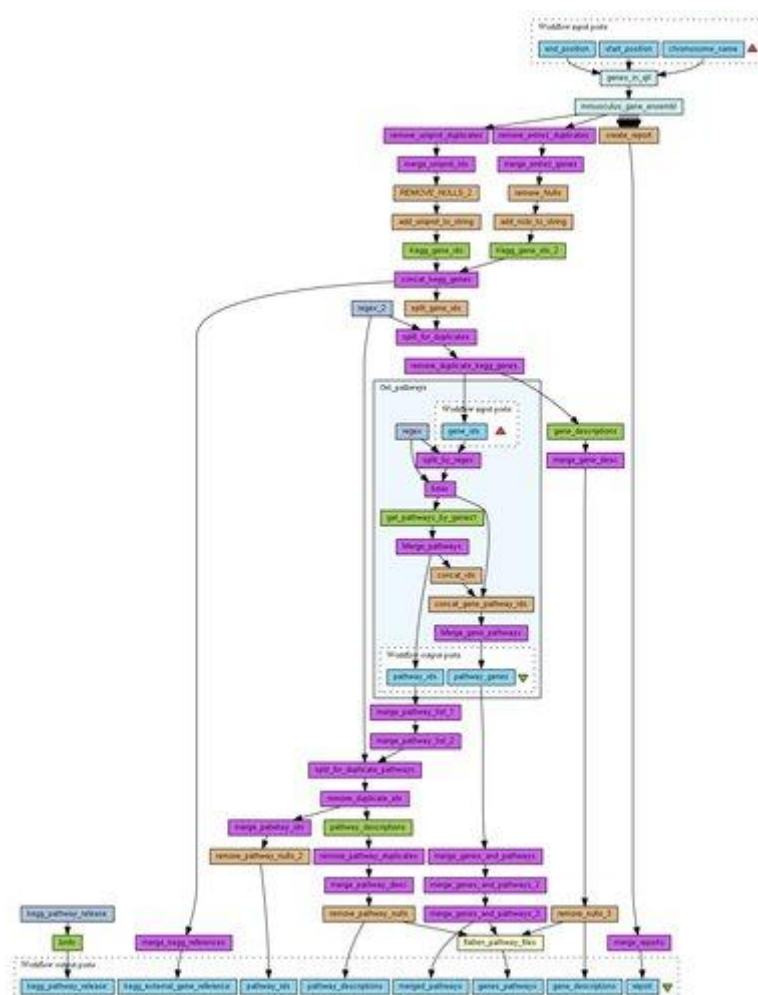 Workflow input ports
end_position start_position chromosome_name
genes_in_qtl
mmusculus_gene_ensembl
remove_uniprot_duplicates remove_entrez_duplicates create_report
merge_uniprot_ids merge_entrez_genes
REMOVE_NULLS_2 remove_Nulls
add_uniprot_to_string add_ncbi_to_string
Kegg_gene_ids Kegg_gene_ids_2
concat_kegg_genes
regex_2 split_gene_ids
split_for_duplicates
remove_duplicate_kegg_genes
Get_pathways
Workflow input ports
regex gene_ids gene_descriptions
split_by_regex merge_gene_desc
get_pathways_by_genes1
Merge_pathways
concat_ids
concat_gene_pathway_ids
Merge_gene_pathways
Workflow output ports
pathway_ids pathway_genes
merge_pathway_list_1
merge_pathway_list_2
split_for_duplicate_pathways
remove_duplicate_ids
merge_pathway_ids pathway_descriptions
remove_pathway_nulls_2 remove_pathway_duplicates merge_genes_and_pathways
merge_pathway_desc merge_genes_and_pathways_2
kegg_pathway_release remove_pathway_nulls merge_genes_and_pathways_3 remove_nulls_3
merge_kegg_references flatten_pathway_files merge_reports
Workflow output ports
kegg_pathway_release kegg_external_gene_reference pathway_ids pathway_descriptions merged_pathways genes_pathways gene_descriptions report